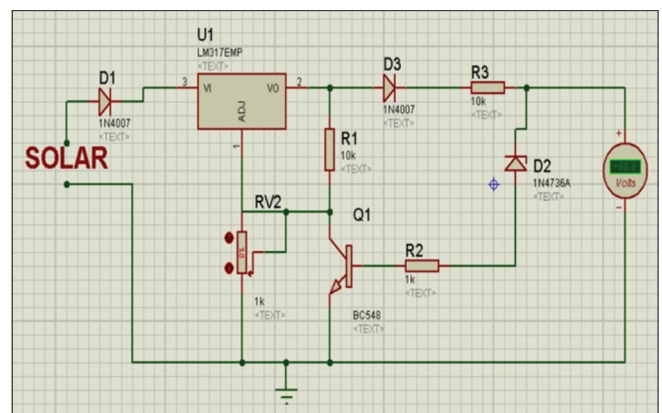 U1
LM317EMP
<TEXT>
D1
1N4007
<TEXT>
3
VI
VO
2
ADJ
1
D3
1N4007
<TEXT>
R3
10k
<TEXT>
SOLAR
R1
10k
<TEXT>
D2
1N4736A
<TEXT>
+
Volts
-
RV2
1k
<TEXT>
Q1
BC548
<TEXT>
R2
1k
<TEXT>